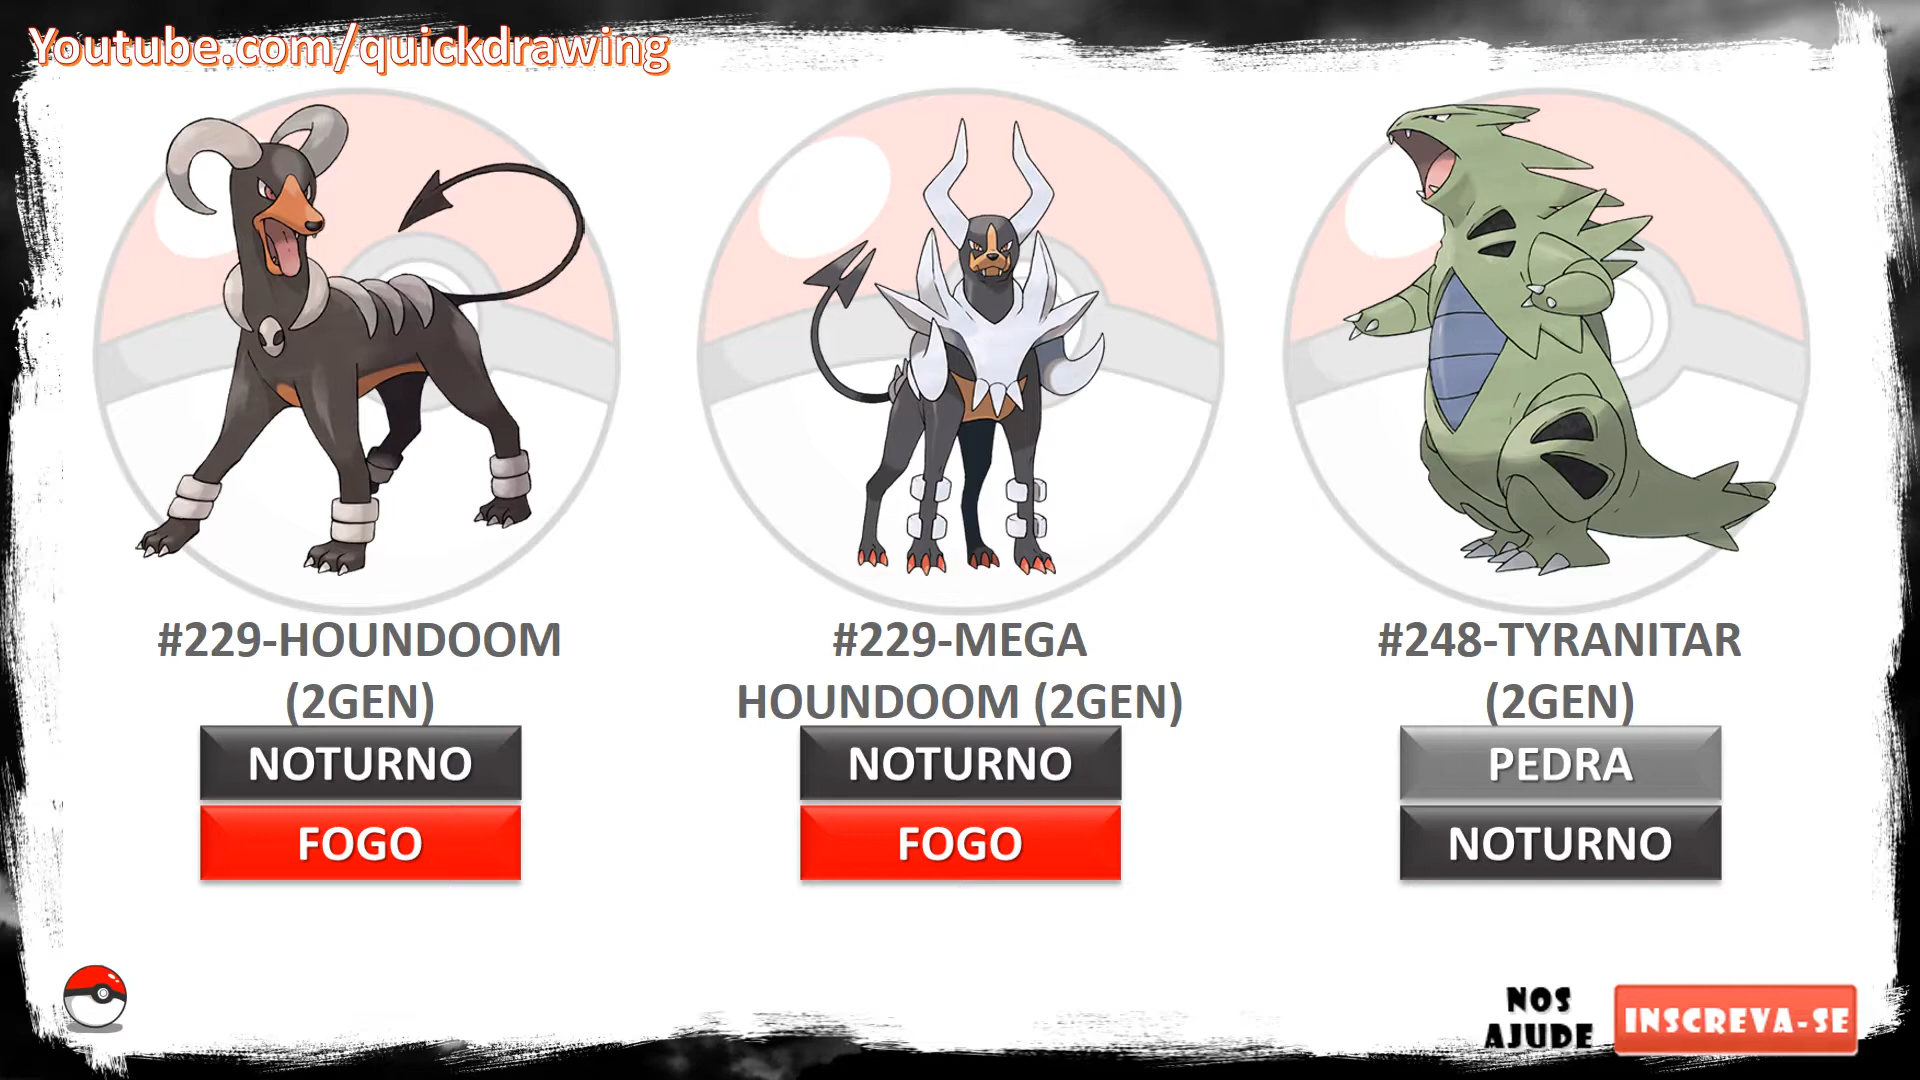 Youtube.com/quickdrawing
#229-HOUNDOOM
(2GEN)
NOTURNO
FOGO
#229-MEGA
HOUNDOOM (2GEN)
NOTURNO
FOGO
#248-TYRANITAR
(2GEN)
PEDRA
NOTURNO
NOS
AJUDE
INSCREVA-SE